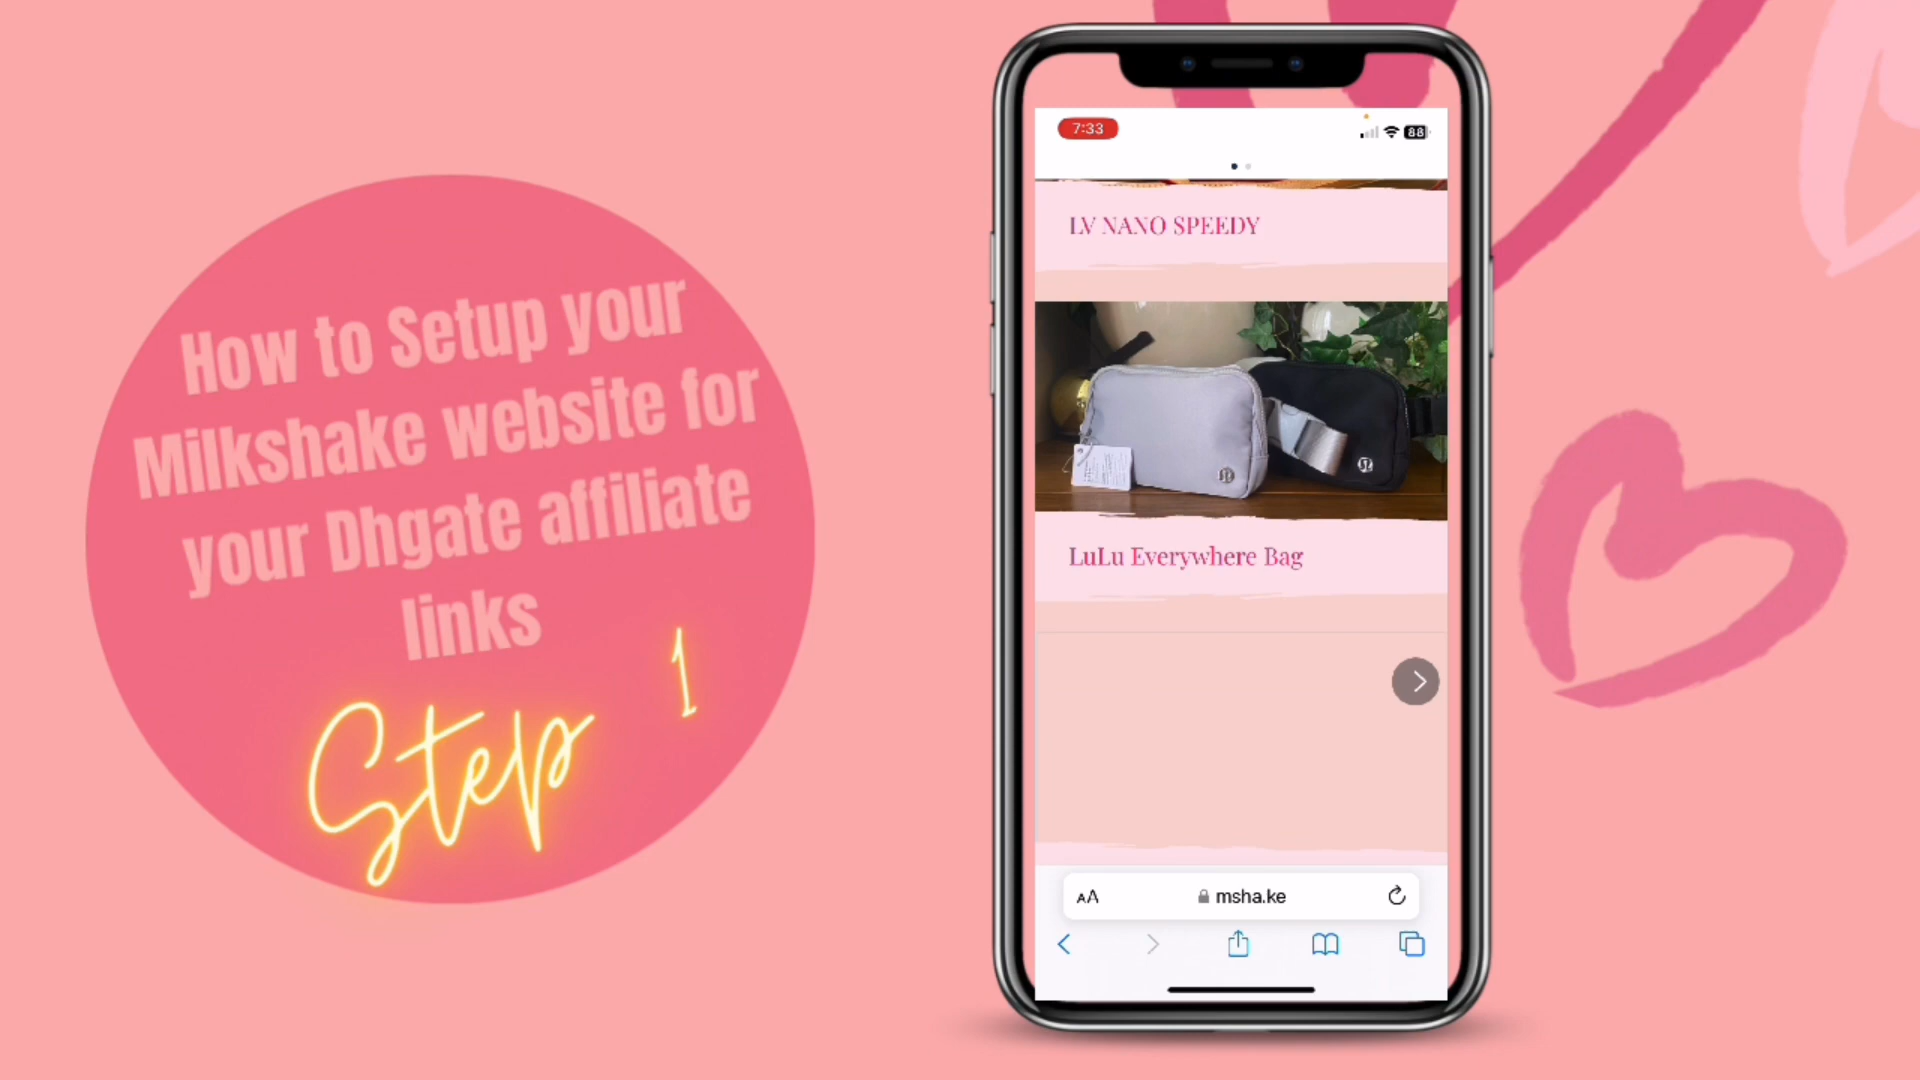 How to Setup your
Milkshake website for
your Dhgate affiliate
links
Step 1
7:33
88
LV NANO SPEEDY
LuLu Everywhere Bag
AA
msha.ke